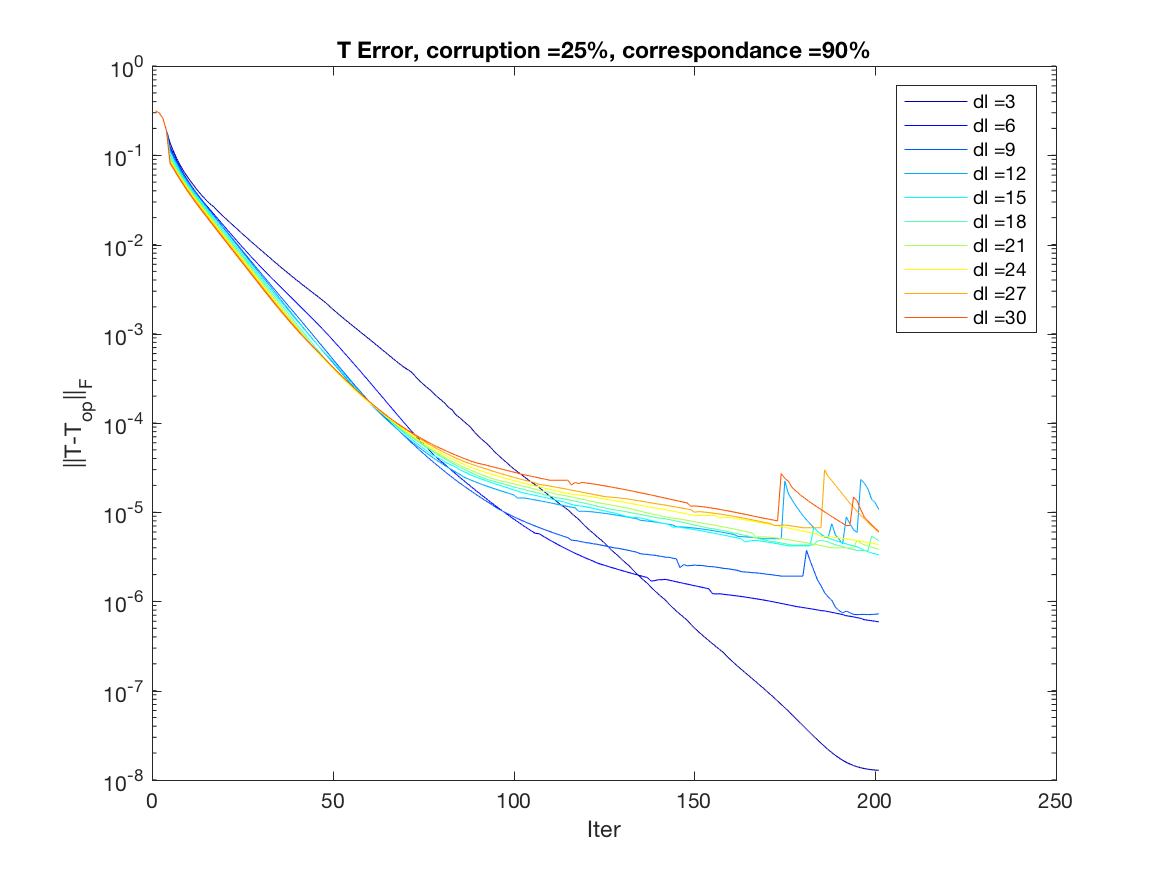 T Error, corruption =25%, correspondance =90%
10^0
10^-1
10^-2
10^-3
10^-4
10^-5
10^-6
10^-7
10^-8
||T-T_op||_F
0
50
100
150
200
250
Iter
dl =3
dl =6
dl =9
dl =12
dl =15
dl =18
dl =21
dl =24
dl =27
dl =30